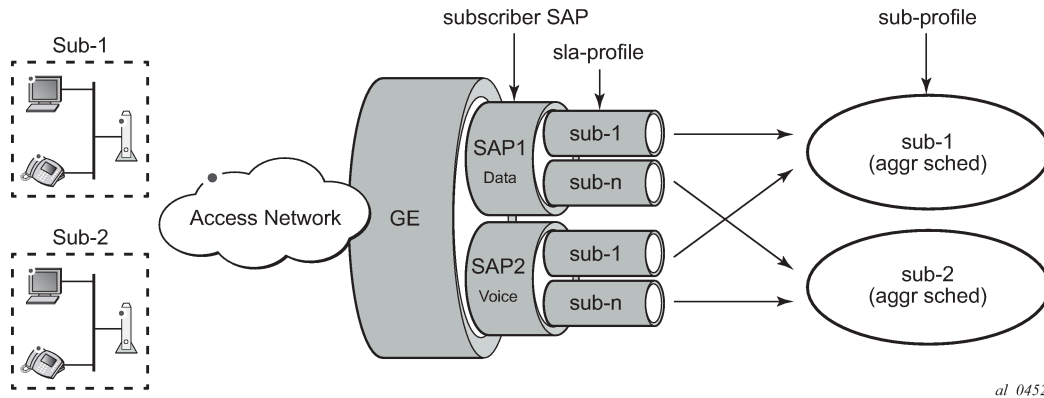 subscriber SAP
sub-profile
Sub-1
sla-profile
sub-1
SAP1
Data
sub-n
sub-1
(aggr sched)
Access Network
GE
Sub-2
sub-1
SAP2
Voice
sub-n
sub-2
(aggr sched)
al_0452